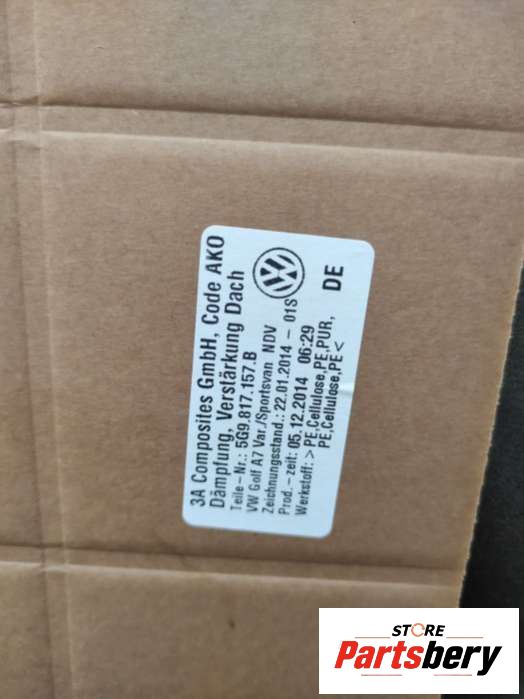 3A Composites GmbH, Code AKO
Dämpfung, Verstärkung Dach
Teile-Nr.: 5G9.817.157.B
VW Golf A7 Var./Sportsvan NDV
Zeichnungsstand.: 22.01.2014 - 01S
Prod.-zeit: 05.12.2014 06:29
Werkstoff: > PE,Cellulose,PE,PUR,
PE,Cellulose,PE<
DE
STORE
Partsbery